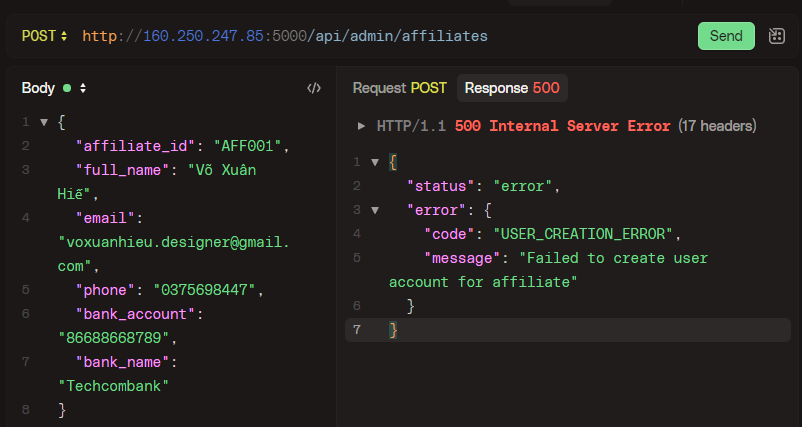 POST http://160.250.247.85:5000/api/admin/affiliates Send
Body
Request POST Response 500
HTTP/1.1 500 Internal Server Error (17 headers)
1 {
2 "affiliate_id": "AFF001",
3 "full_name": "Võ Xuân
Hiế",
4 "email":
"voxuanhieu.designer@gmail.
com",
5 "phone": "0375698447",
6 "bank_account":
"86688668789",
7 "bank_name":
"Techcombank"
8 }
1 {
2 "status": "error",
3 "error": {
4 "code": "USER_CREATION_ERROR",
5 "message": "Failed to create user
account for affiliate"
6 }
7 }